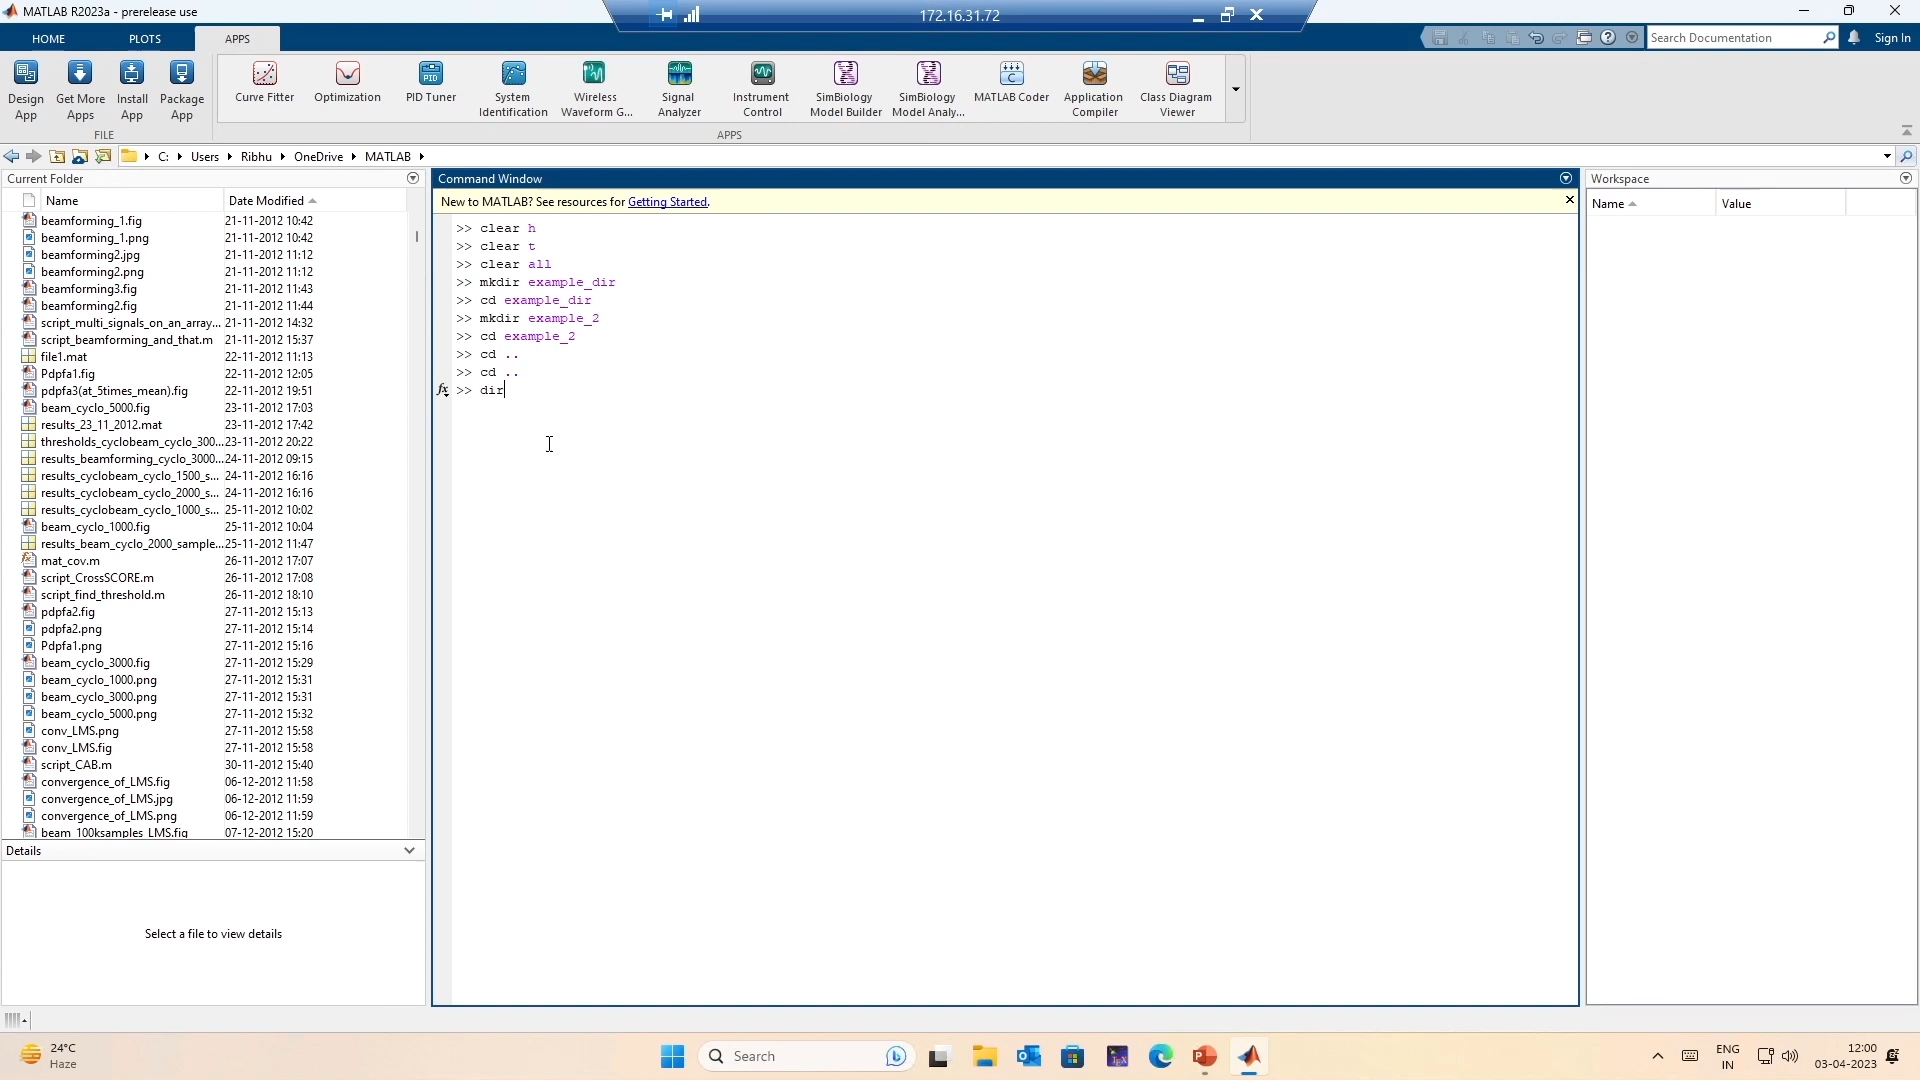 MATLAB R2023a - prerelease use
172.16.31.72
HOME PLOTS APPS
Search Documentation
Sign In
Design App
Get More Apps
Install App
Package App
Curve Fitter
Optimization
PID Tuner
System Identification
Wireless Waveform G...
Signal Analyzer
Instrument Control
SimBiology Model Builder
SimBiology Model Analy...
MATLAB Coder
Application Compiler
Class Diagram Viewer
FILE
APPS
C: Users Ribhu OneDrive MATLAB
Current Folder
Name Date Modified
beamforming_1.fig 21-11-2012 10:42
beamforming_1.png 21-11-2012 10:42
beamforming2.jpg 21-11-2012 11:12
beamforming2.png 21-11-2012 11:12
beamforming3.fig 21-11-2012 11:43
beamforming2.fig 21-11-2012 11:44
script_multi_signals_on_an_array... 21-11-2012 14:32
script_beamforming_and_that.m 21-11-2012 15:37
file1.mat 22-11-2012 11:13
Pdpfa1.fig 22-11-2012 12:05
pdpfa3(at_5times_mean).fig 22-11-2012 19:51
beam_cyclo_5000.fig 23-11-2012 17:03
results_23_11_2012.mat 23-11-2012 17:42
thresholds_cyclobeam_cyclo_300... 23-11-2012 20:22
results_beamforming_cyclo_3000... 24-11-2012 09:15
results_cyclobeam_cyclo_1500_s... 24-11-2012 16:16
results_cyclobeam_cyclo_2000_s... 24-11-2012 16:16
results_cyclobeam_cyclo_1000_s... 25-11-2012 10:02
beam_cyclo_1000.fig 25-11-2012 10:04
results_beam_cyclo_2000_sample... 25-11-2012 11:47
mat_cov.m 26-11-2012 17:07
script_CrossSCORE.m 26-11-2012 17:08
script_find_threshold.m 26-11-2012 18:10
pdpfa2.fig 27-11-2012 15:13
pdpfa2.png 27-11-2012 15:14
Pdpfa1.png 27-11-2012 15:16
beam_cyclo_3000.fig 27-11-2012 15:29
beam_cyclo_1000.png 27-11-2012 15:31
beam_cyclo_3000.png 27-11-2012 15:31
beam_cyclo_5000.png 27-11-2012 15:32
conv_LMS.png 27-11-2012 15:58
conv_LMS.fig 27-11-2012 15:58
script_CAB.m 30-11-2012 15:40
convergence_of_LMS.fig 06-12-2012 11:58
convergence_of_LMS.jpg 06-12-2012 11:59
convergence_of_LMS.png 06-12-2012 11:59
beam_100ksamples_LMS.fig 07-12-2012 15:20
Details
Select a file to view details
Command Window
New to MATLAB? See resources for Getting Started.
>> clear h
>> clear t
>> clear all
>> mkdir example_dir
>> cd example_dir
>> mkdir example_2
>> cd example_2
>> cd ..
>> cd ..
fx >> dir
Workspace
Name Value
24°C
Haze
Search
ENG
IN
12:00
03-04-2023